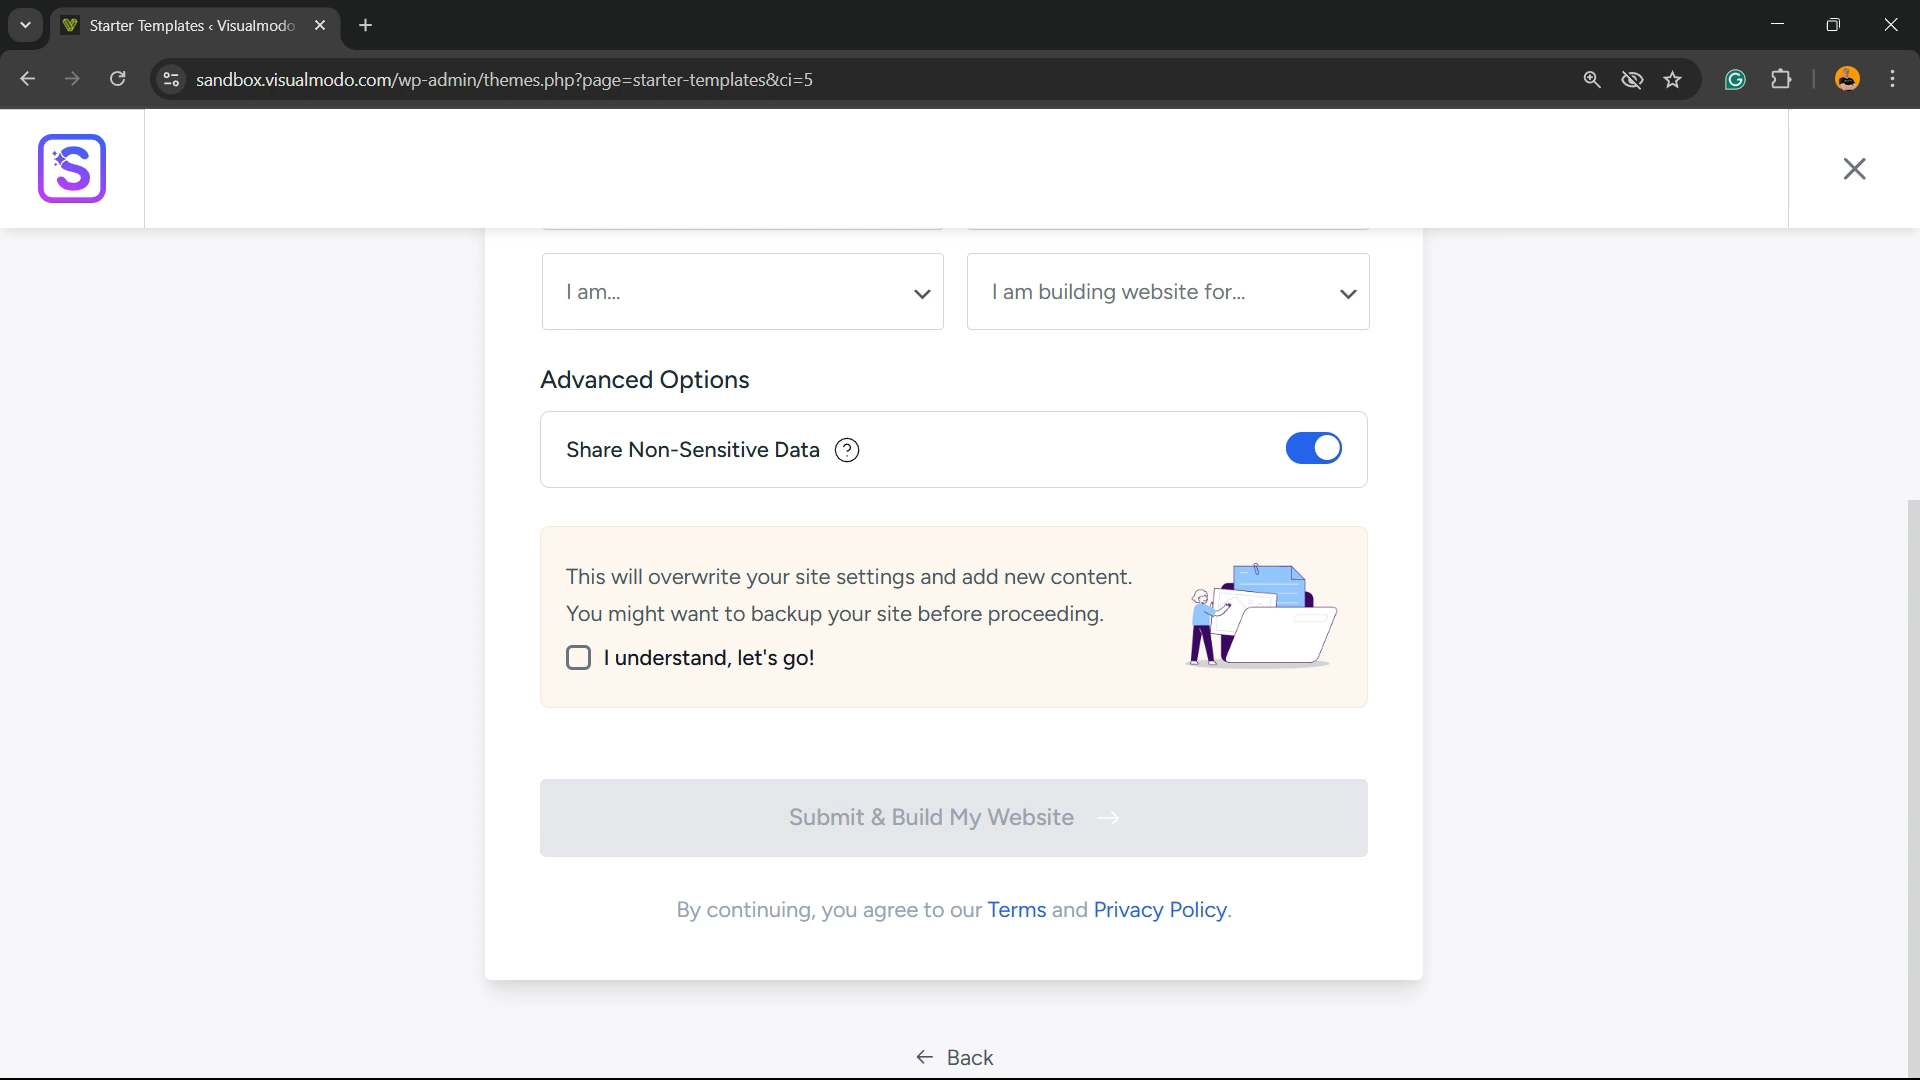 Starter Templates ‹ Visualmodo
sandbox.visualmodo.com/wp-admin/themes.php?page=starter-templates&ci=5
S
I am...
I am building website for...
Advanced Options
Share Non-Sensitive Data ?
This will overwrite your site settings and add new content.
You might want to backup your site before proceeding.
I understand, let's go!
Submit & Build My Website →
By continuing, you agree to our Terms and Privacy Policy.
← Back